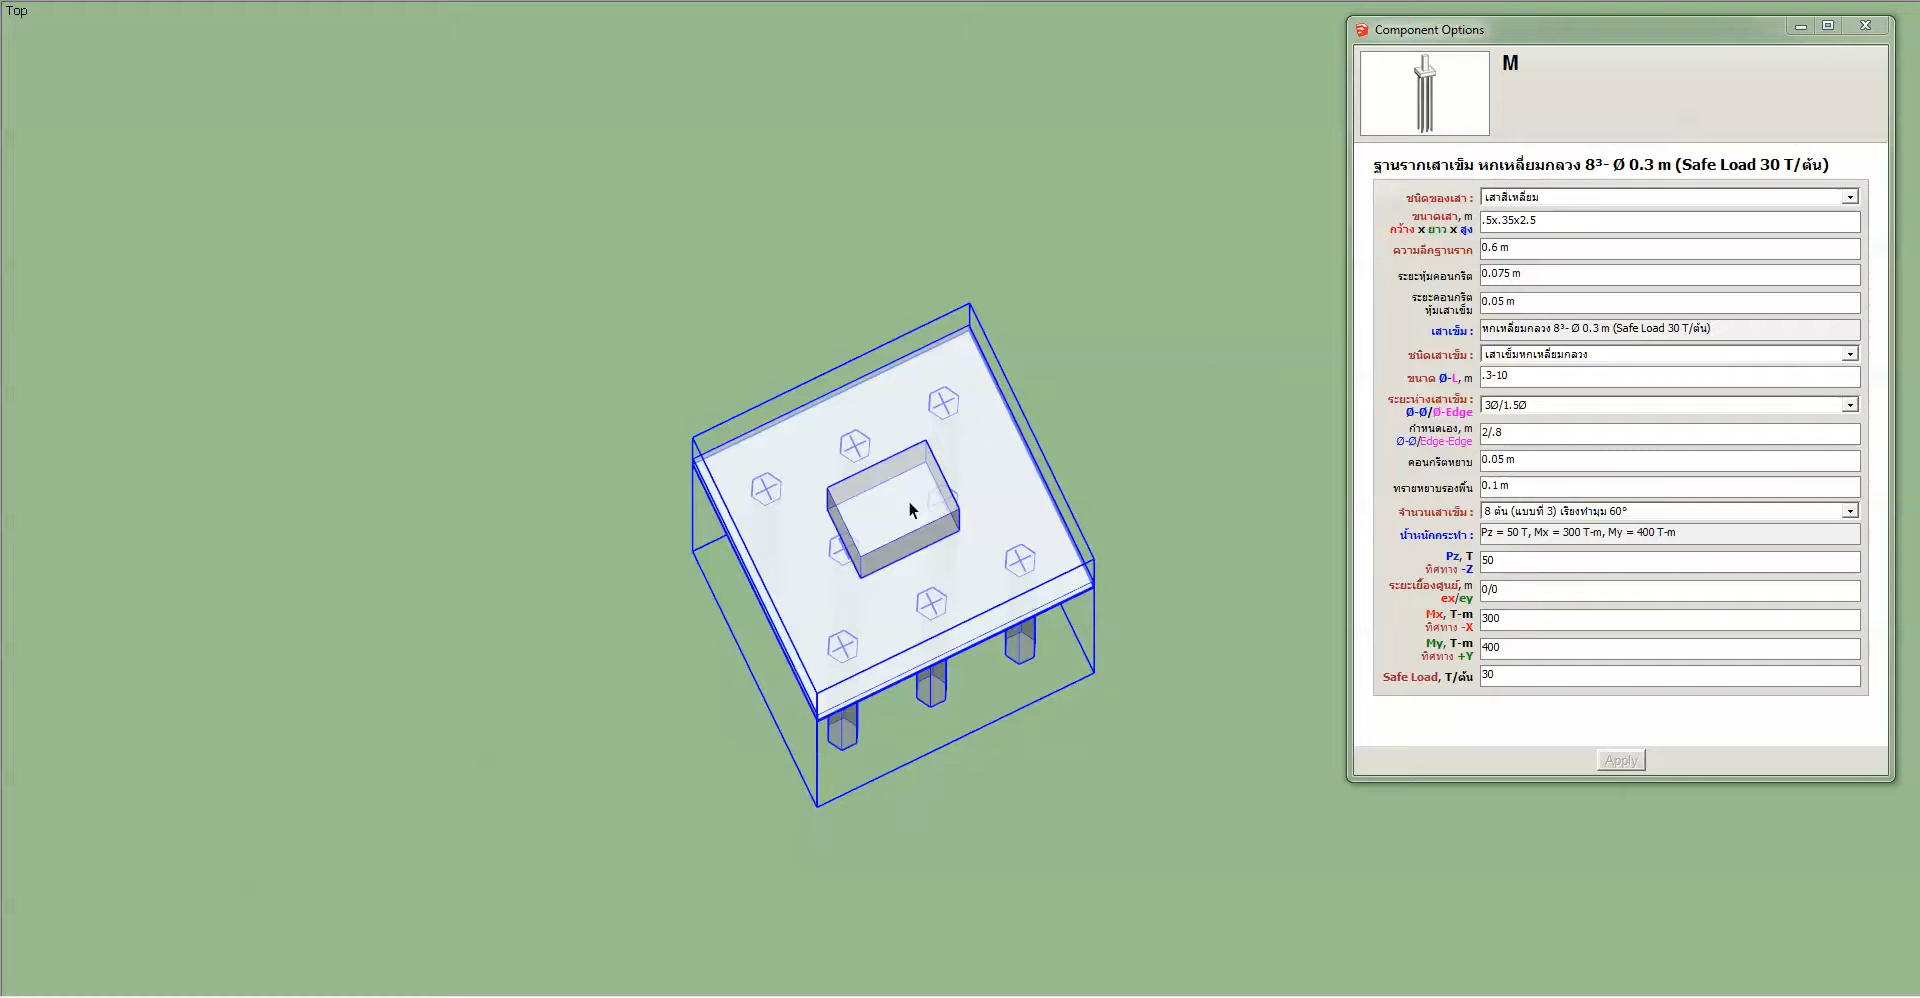 Top
Component Options
M
ฐานรากเสาเข็ม หกเหลี่ยมกลวง 8³- Ø 0.3 m (Safe Load 30 T/ต้น)
ชนิดของเสา : เสาสี่เหลี่ยม
ขนาดเสา, m
กว้าง x ยาว x สูง
.5x.35x2.5
ความลึกฐานราก 0.6 m
ระยะหุ้มคอนกรีต 0.075 m
ระยะคอนกรีต
หุ้มเสาเข็ม
0.05 m
เสาเข็ม : หกเหลี่ยมกลวง 8³- Ø 0.3 m (Safe Load 30 T/ต้น)
ชนิดเสาเข็ม : เสาเข็มหกเหลี่ยมกลวง
ขนาด Ø-L, m .3-10
ระยะห่างเสาเข็ม :
Ø-Ø/Ø-Edge
3Ø/1.5Ø
กำหนดเอง, m
Ø-Ø/Edge-Edge
2/.8
คอนกรีตหยาบ 0.05 m
ทรายหยาบรองพื้น 0.1 m
จำนวนเสาเข็ม : 8 ต้น (แบบที่ 3) เรียงทำมุม 60°
น้ำหนักกระทำ : Pz = 50 T, Mx = 300 T-m, My = 400 T-m
Pz, T
ทิศทาง -Z
50
ระยะเยื้องศูนย์, m
ex/ey
0/0
Mx, T-m
ทิศทาง -X
300
My, T-m
ทิศทาง +Y
400
Safe Load, T/ต้น 30
Apply